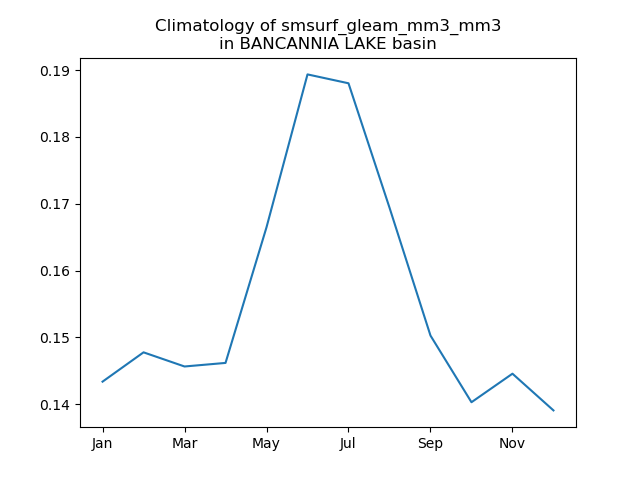 Climatology of smsurf_gleam_mm3_mm3
in BANCANNIA LAKE basin
0.19
0.18
0.17
0.16
0.15
0.14
Jan Mar May Jul Sep Nov